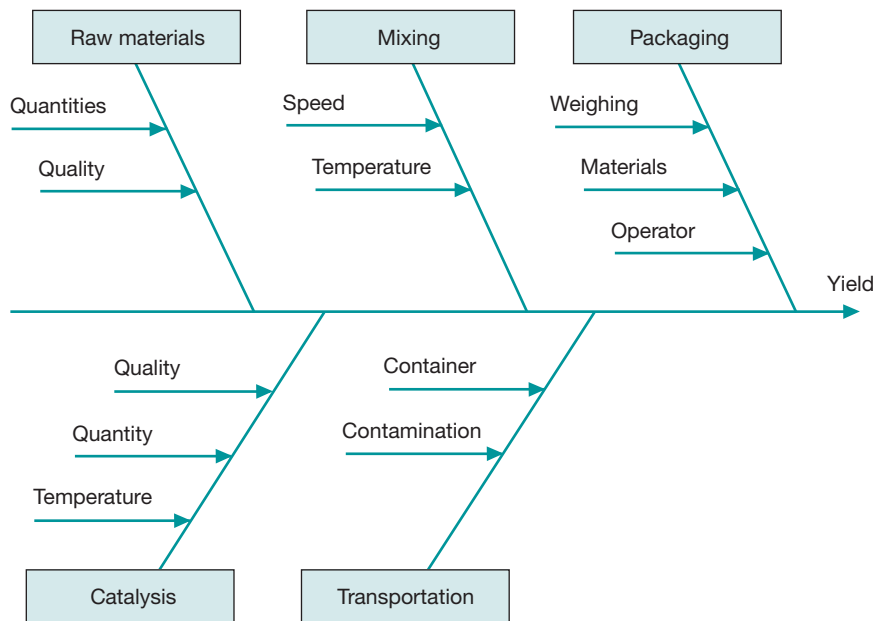 Raw materials
Mixing
Packaging
Quantities
Speed
Weighing
Quality
Temperature
Materials
Operator
Yield
Quality
Container
Quantity
Contamination
Temperature
Catalysis
Transportation